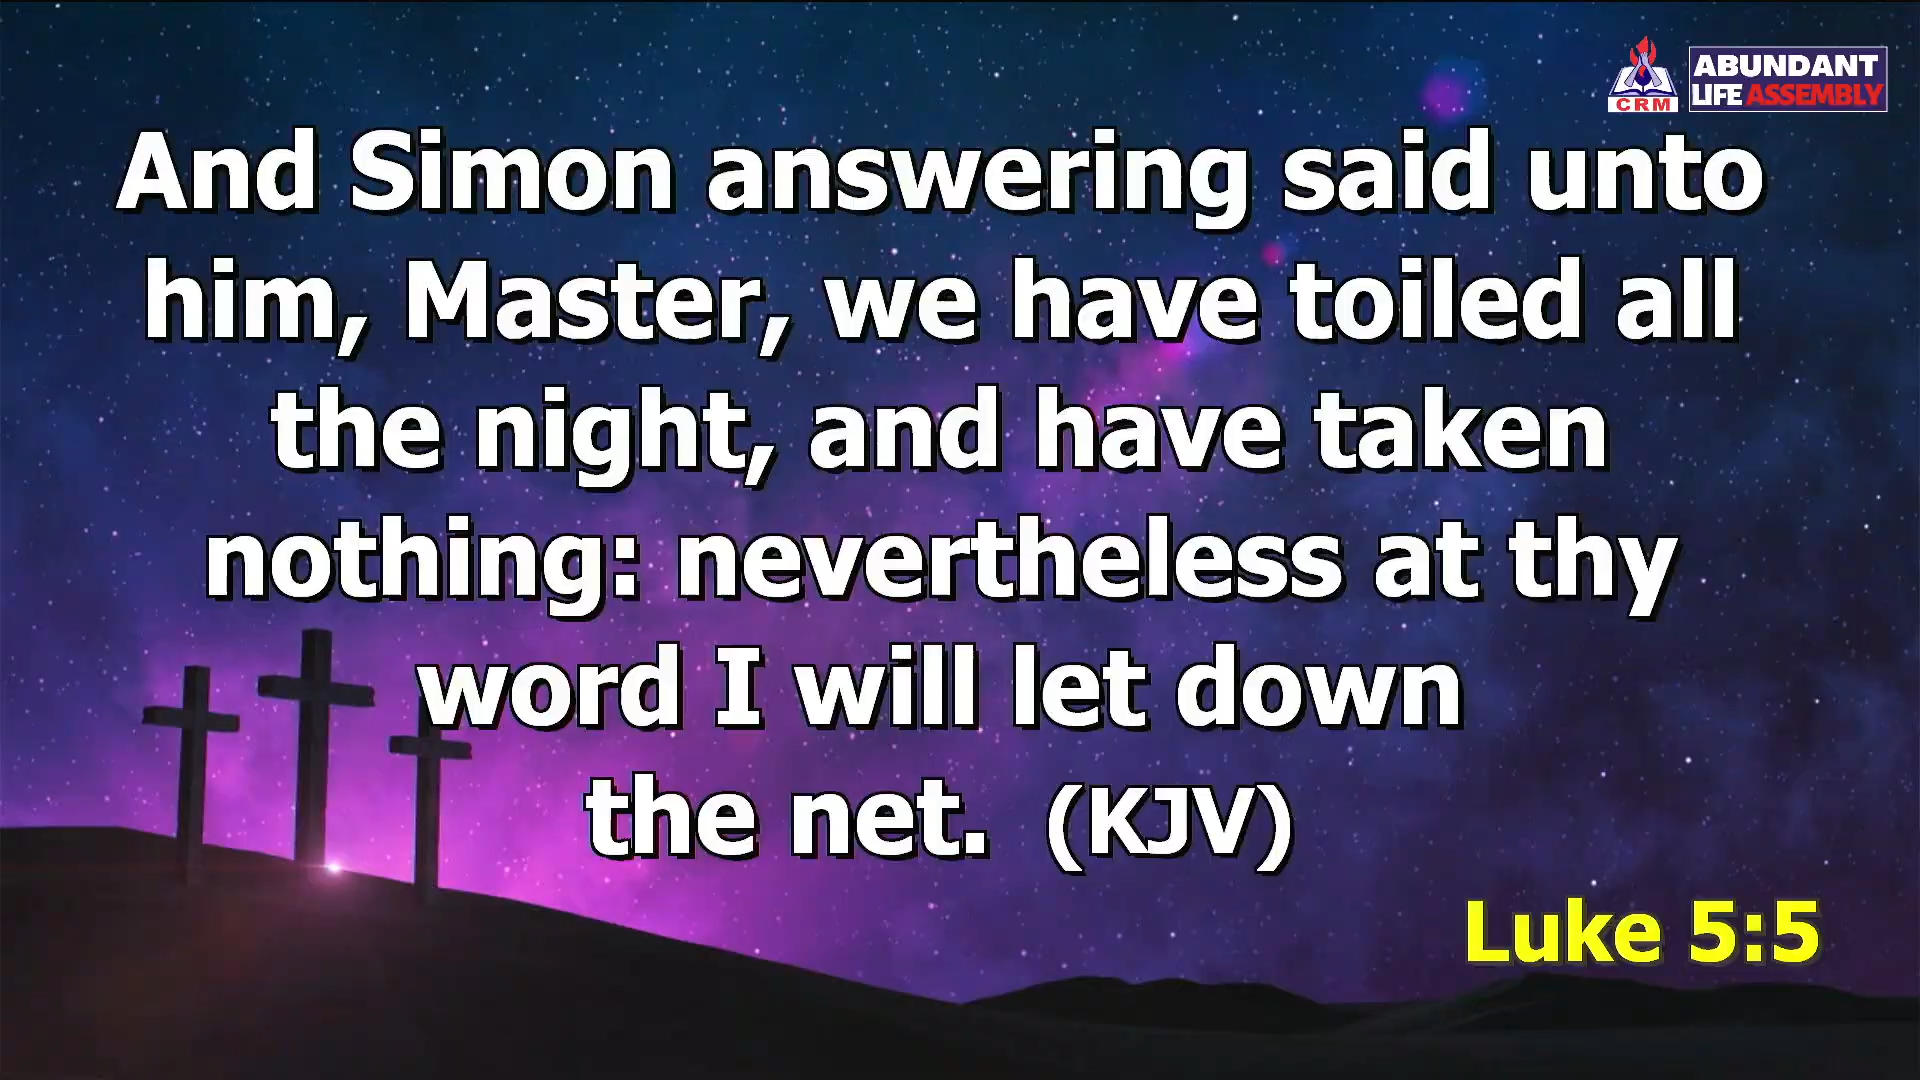 CRM
ABUNDANT
LIFE ASSEMBLY
And Simon answering said unto
him, Master, we have toiled all
the night, and have taken
nothing: nevertheless at thy
word I will let down
the net. (KJV)
Luke 5:5